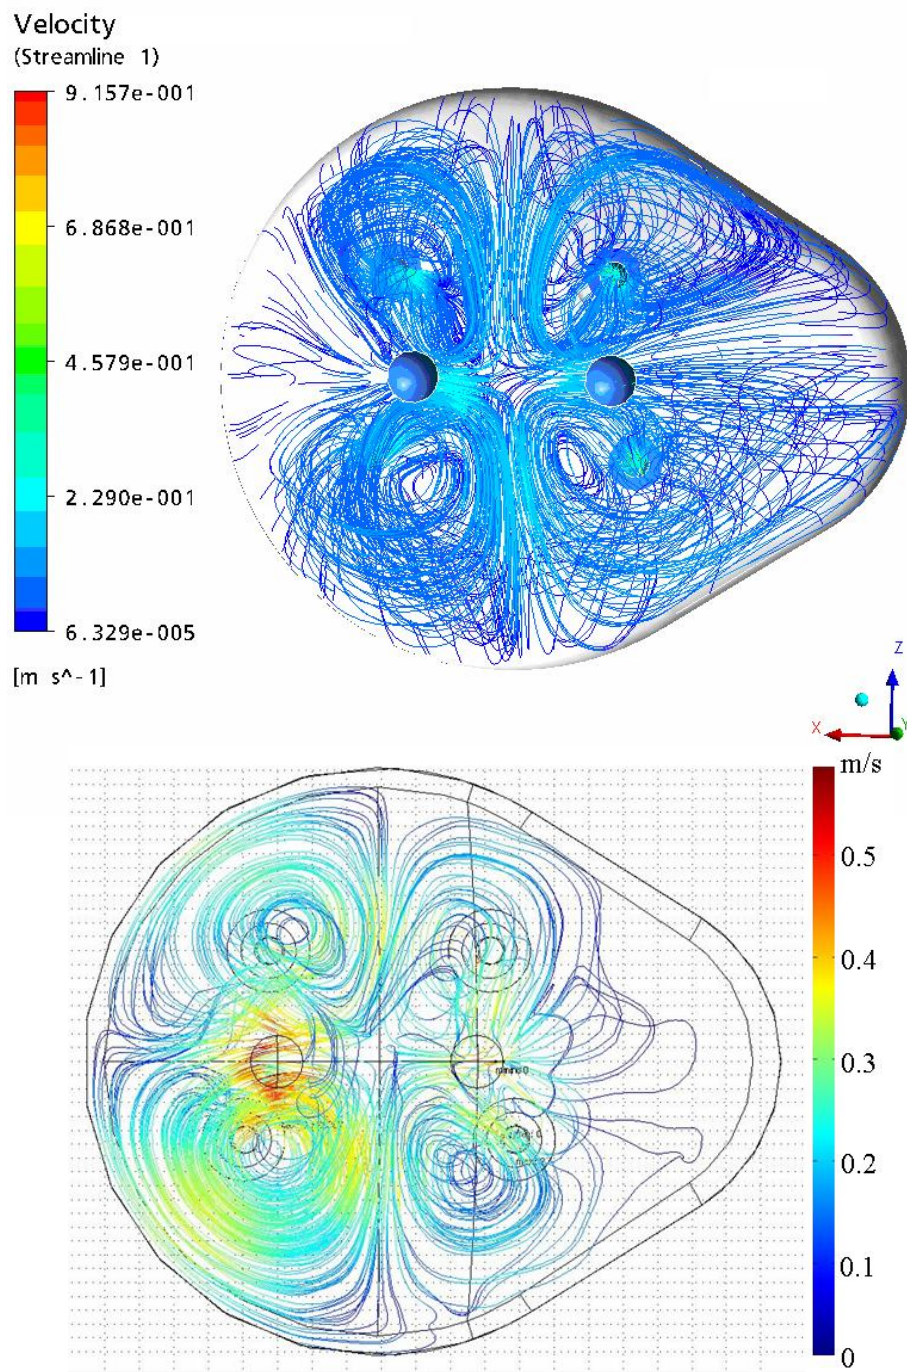 Velocity
(Streamline 1)
9.157e-001
6.868e-001
4.579e-001
2.290e-001
6.329e-005
[m s^-1]
Z
X
Y
m/s
0.5
0.4
0.3
0.2
0.1
0